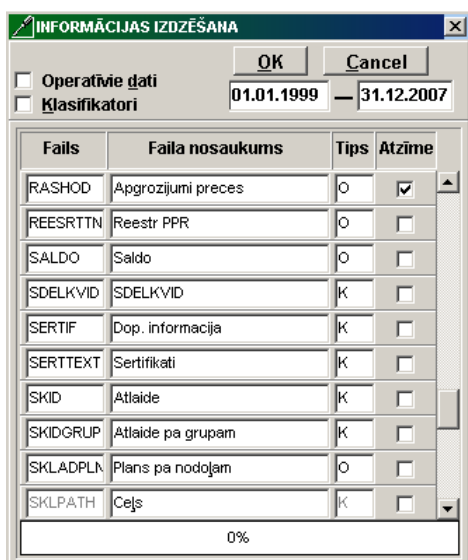 INFORMĀCIJAS IZDZĒŠANA
OK Cancel
Operatīvie dati
Klasifikatori
01.01.1999 — 31.12.2007
Fails Faila nosaukums Tips Atzīme
RASHOD Apgrozijumi preces O
REESRTTN Reestr PPR O
SALDO Saldo O
SDELKVID SDELKVID K
SERTIF Dop. informacija K
SERTTEXT Sertifikati K
SKID Atlaide K
SKIDGRUP Atlaide pa grupam K
SKLADPLN Plans pa nodoļam O
SKLPATH Ceļs K
0%